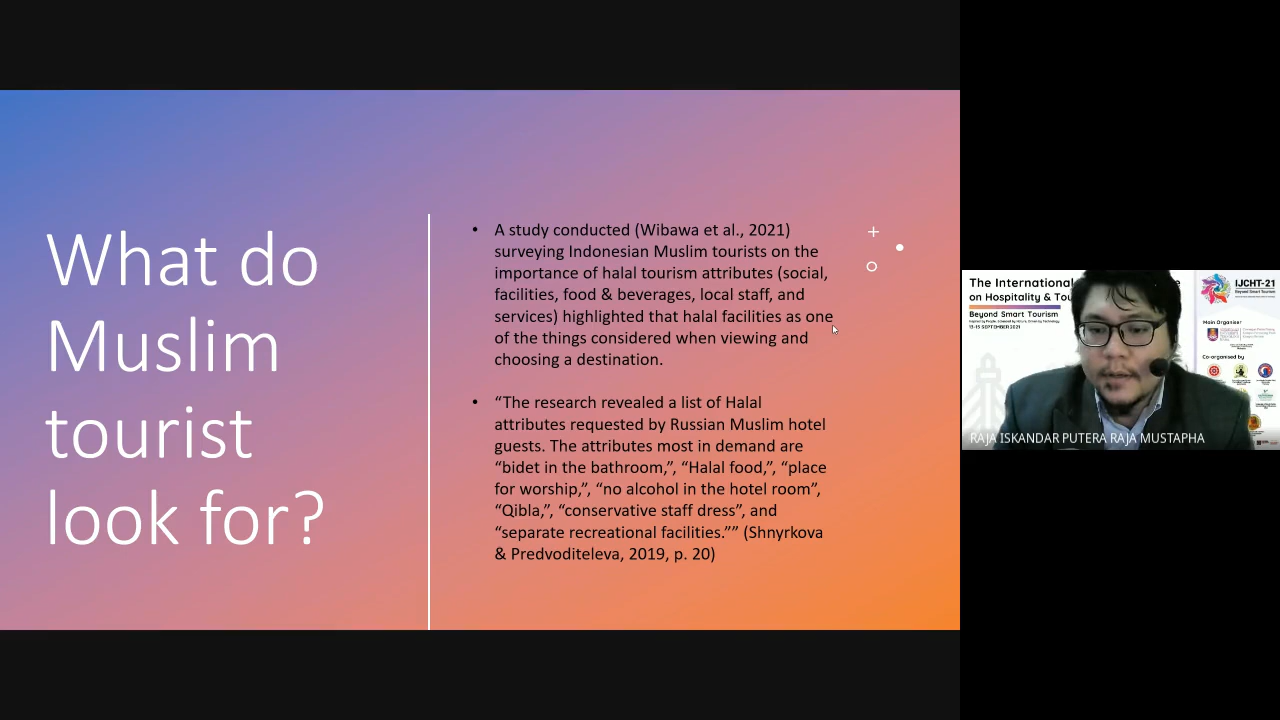 What do
Muslim
tourist
look for?
• A study conducted (Wibawa et al., 2021)
surveying Indonesian Muslim tourists on the
importance of halal tourism attributes (social,
facilities, food & beverages, local staff, and
services) highlighted that halal facilities as one
of the things considered when viewing and
choosing a destination.
• “The research revealed a list of Halal
attributes requested by Russian Muslim hotel
guests. The attributes most in demand are
“bidet in the bathroom,”, “Halal food,”, “place
for worship,”, “no alcohol in the hotel room”,
“Qibla,”, “conservative staff dress”, and
“separate recreational facilities.”” (Shnyrkova
& Predvoditeleva, 2019, p. 20)
The International
on Hospitality & Tou
Beyond Smart Tourism
13-15 SEPTEMBER 2021
IJCHT-21
Beyond Smart Tourism
Main Organiser
Co-organised by
RAJA ISKANDAR PUTERA RAJA MUSTAPHA